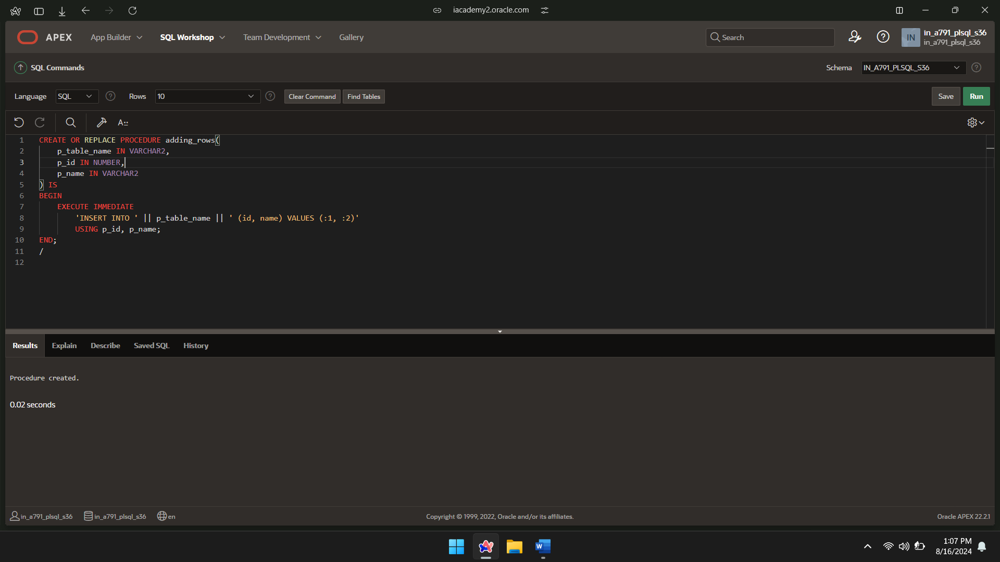 iacademy2.oracle.com
APEX App Builder SQL Workshop Team Development Gallery Search IN in_a791_plsql_s36
in_a791_plsql_s36
SQL Commands Schema IN_A791_PLSQL_S36
Language SQL Rows 10 Clear Command Find Tables Save Run
A::
1 CREATE OR REPLACE PROCEDURE adding_rows(
2 p_table_name IN VARCHAR2,
3 p_id IN NUMBER,
4 p_name IN VARCHAR2
5 ) IS
6 BEGIN
7 EXECUTE IMMEDIATE
8 'INSERT INTO ' || p_table_name || ' (id, name) VALUES (:1, :2)'
9 USING p_id, p_name;
10 END;
11 /
12
Results Explain Describe Saved SQL History
Procedure created.
0.02 seconds
in_a791_plsql_s36 in_a791_plsql_s36 en Copyright © 1999, 2022, Oracle and/or its affiliates. Oracle APEX 22.2.1
W
1:07 PM
8/16/2024